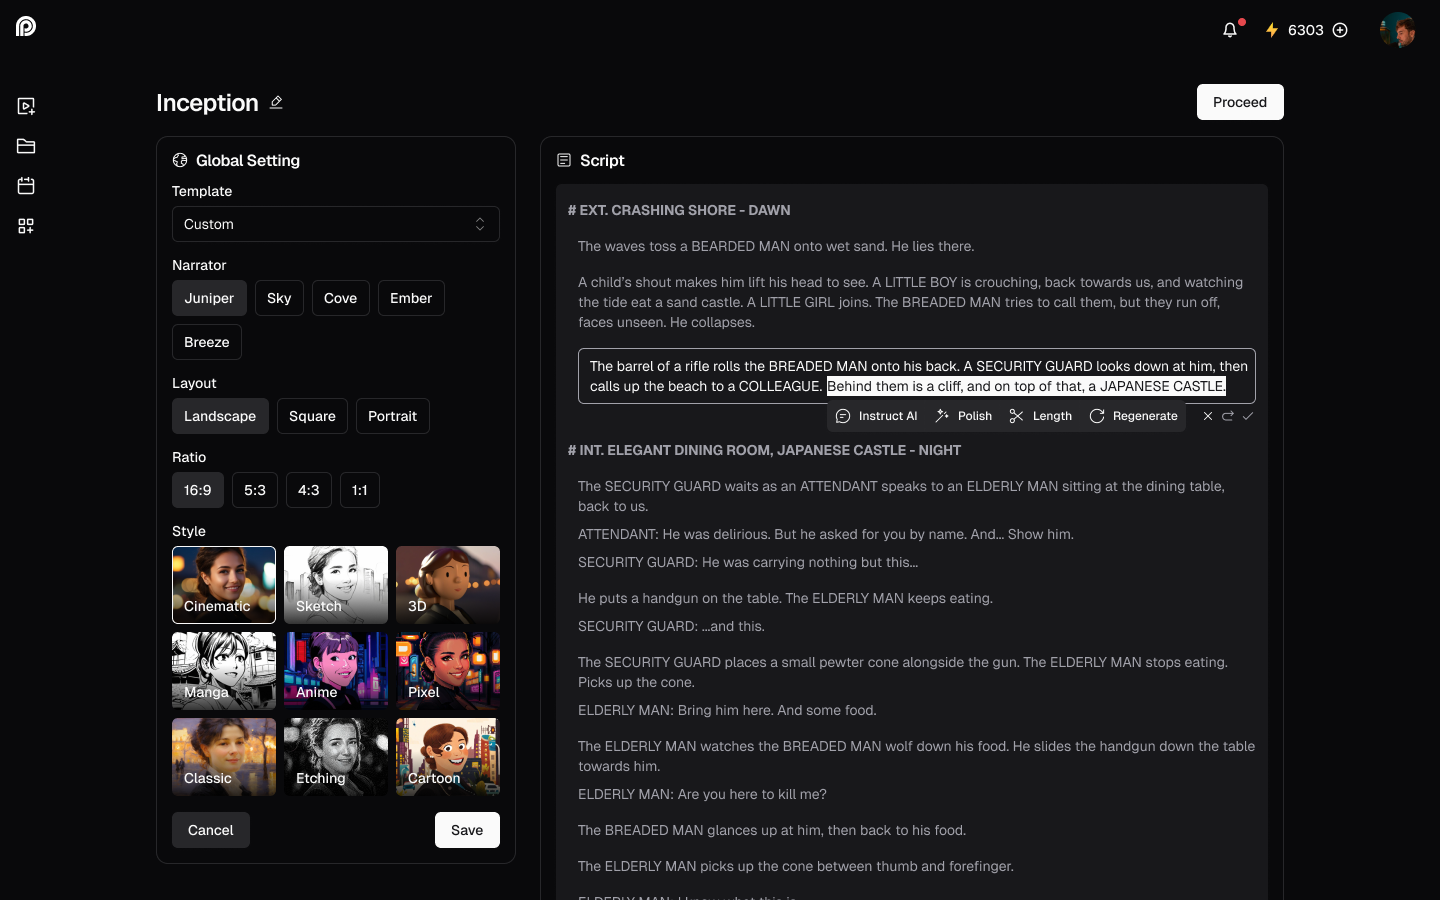 6303
Inception
Proceed
Global Setting
Template
Custom
Narrator
Juniper
Sky
Cove
Ember
Breeze
Layout
Landscape
Square
Portrait
Ratio
16:9
5:3
4:3
1:1
Style
Cinematic
Sketch
3D
Manga
Anime
Pixel
Classic
Etching
Cartoon
Cancel
Save
Script
# EXT. CRASHING SHORE - DAWN
The waves toss a BEARDED MAN onto wet sand. He lies there.
A child’s shout makes him lift his head to see. A LITTLE BOY is crouching, back towards us, and watching
the tide eat a sand castle. A LITTLE GIRL joins. The BREADED MAN tries to call them, but they run off,
faces unseen. He collapses.
The barrel of a rifle rolls the BREADED MAN onto his back. A SECURITY GUARD looks down at him, then
calls up the beach to a COLLEAGUE. Behind them is a cliff, and on top of that, a JAPANESE CASTLE.
Instruct AI
Polish
Length
Regenerate
# INT. ELEGANT DINING ROOM, JAPANESE CASTLE - NIGHT
The SECURITY GUARD waits as an ATTENDANT speaks to an ELDERLY MAN sitting at the dining table,
back to us.
ATTENDANT: He was delirious. But he asked for you by name. And... Show him.
SECURITY GUARD: He was carrying nothing but this...
He puts a handgun on the table. The ELDERLY MAN keeps eating.
SECURITY GUARD: ...and this.
The SECURITY GUARD places a small pewter cone alongside the gun. The ELDERLY MAN stops eating.
Picks up the cone.
ELDERLY MAN: Bring him here. And some food.
The ELDERLY MAN watches the BREADED MAN wolf down his food. He slides the handgun down the table
towards him.
ELDERLY MAN: Are you here to kill me?
The BREADED MAN glances up at him, then back to his food.
The ELDERLY MAN picks up the cone between thumb and forefinger.
ELDERLY MAN: I know what this is